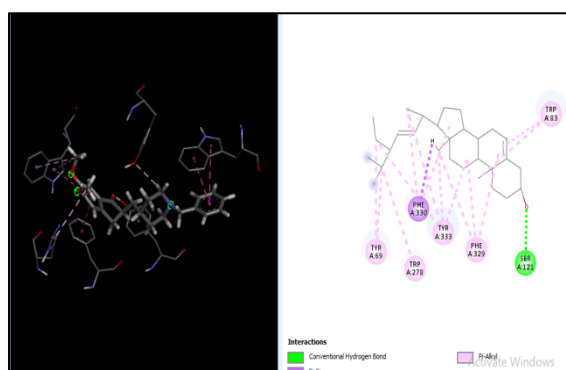 TRP
A:83
PHE
A:330
TYR
A:333
PHE
A:329
SER
A:121
TYR
A:69
TRP
A:278
H
Interactions
Conventional Hydrogen Bond
Pi-Alkyl
Activate Windows